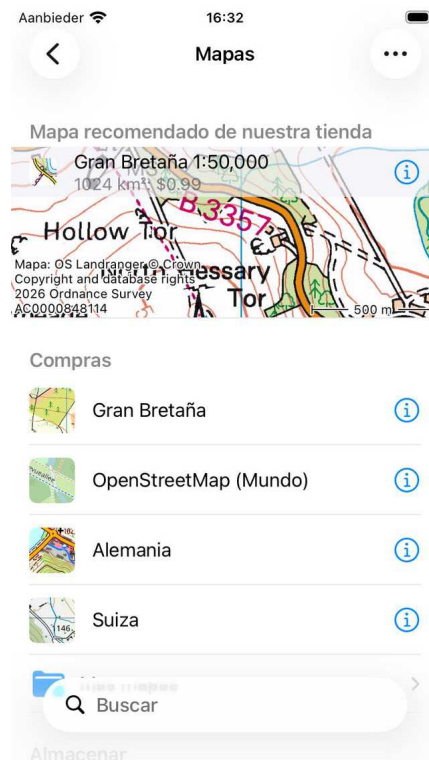 Aanbieder
16:32
Mapas
Mapa recomendado de nuestra tienda
Gran Bretaña 1:50,000
1024 km²: $0.99
B 3357
Hollow Tor
Mapa: OS Landranger © Crown
Copyright and database rights
2026 Ordnance Survey
AC0000848114
Tor
500 m
Compras
Gran Bretaña
OpenStreetMap (Mundo)
Alemania
Suiza
1146
Buscar
Almacenar